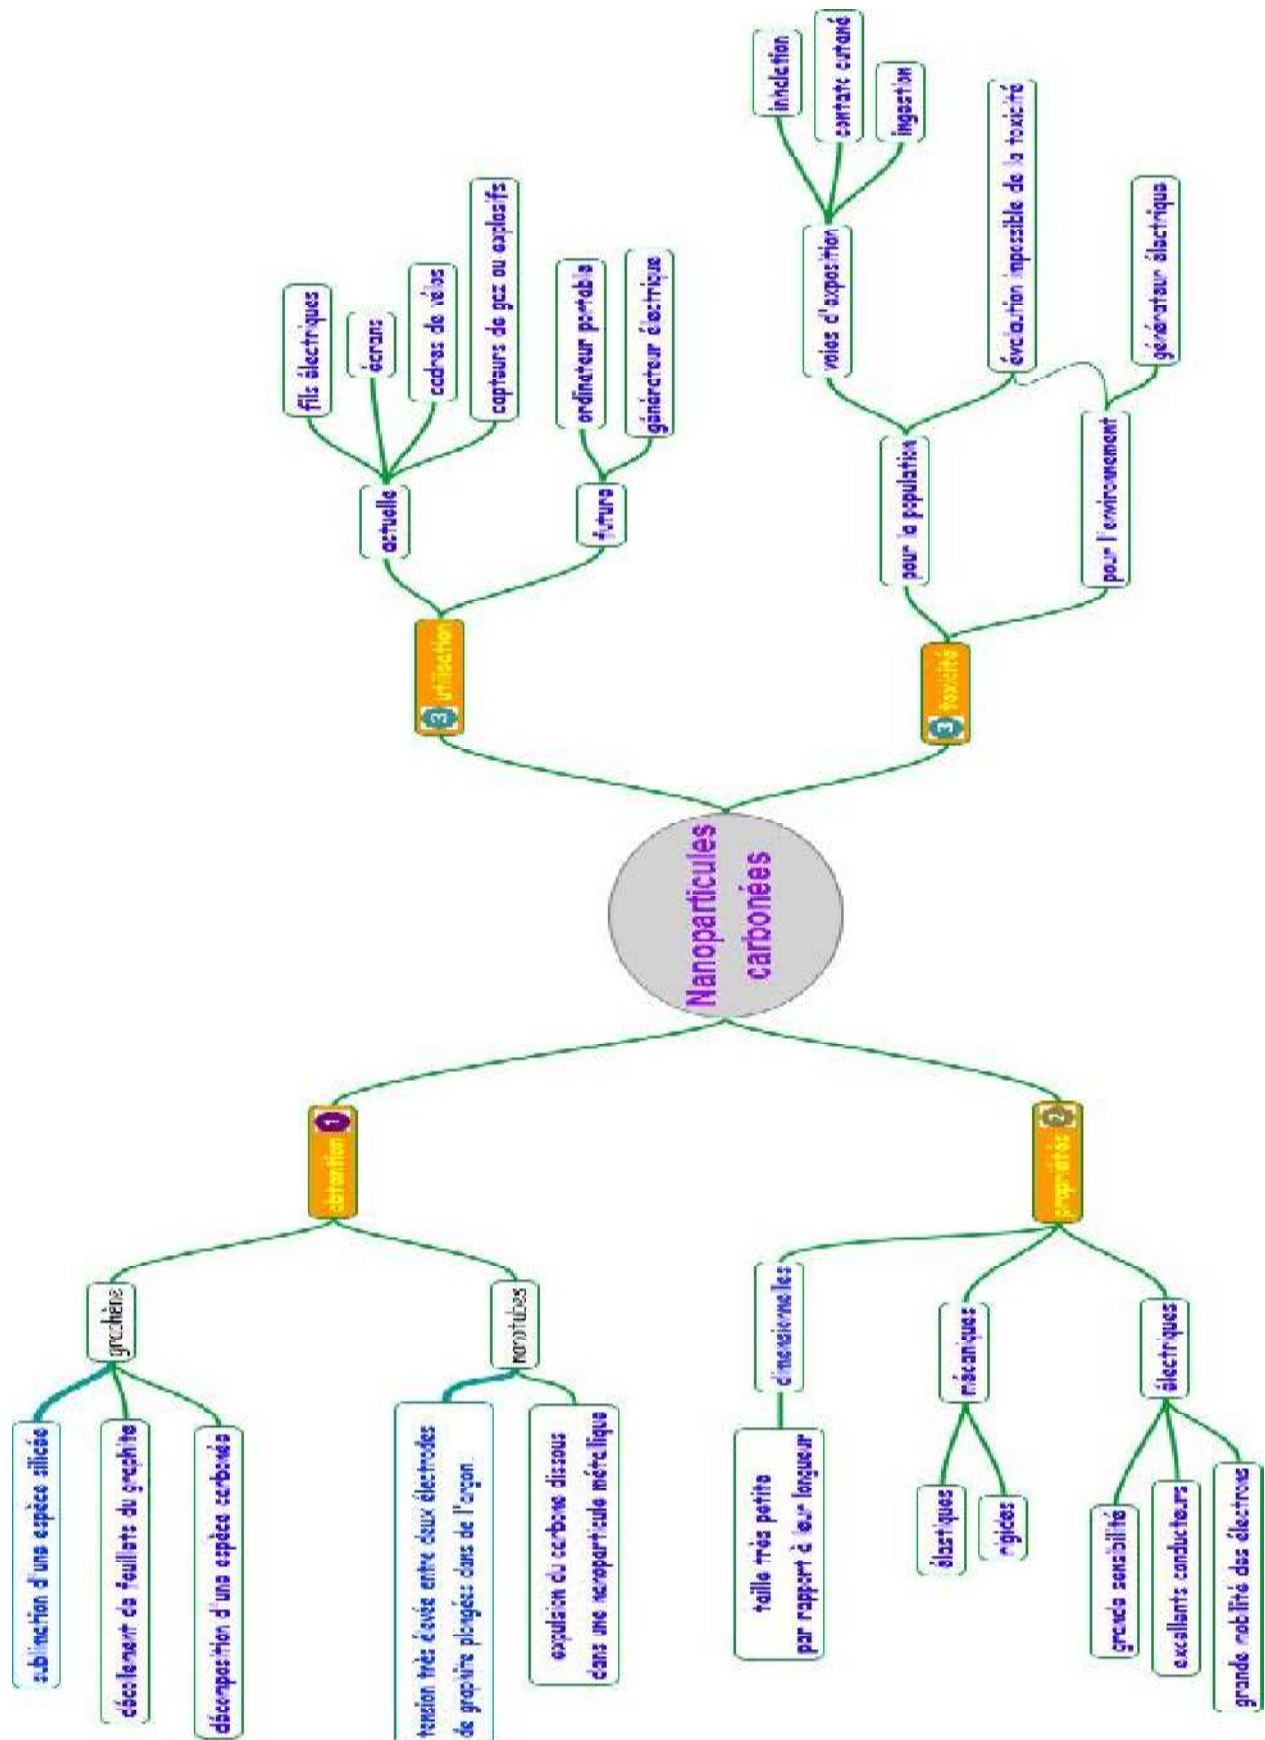 Nanoparticules
carbonées
1
obtention
graphène
sublimation d'une espèce silicée
décollement de feuillets du graphite
décomposition d'une espèce carbonée
nanotubes
tension très élevée entre deux électrodes
de graphite plongées dans de l'argon.
expulsion du carbone dissous
dans une nanoparticule métallique
2
propriétés
dimensionnelles
taille très petite
par rapport à leur longueur
mécaniques
élastiques
rigides
électriques
grande sensibilité
excellents conducteurs
grande mobilité des électrons
3
utilisation
actuelle
fils électriques
écrans
cadres de vélos
capteurs de gaz ou explosifs
future
ordinateur portable
générateur électrique
3
toxicité
pour la population
voies d'exposition
inhalation
contatc cutané
ingestion
évaluation impossible de la toxicité
pour l'environnement
générateur électrique